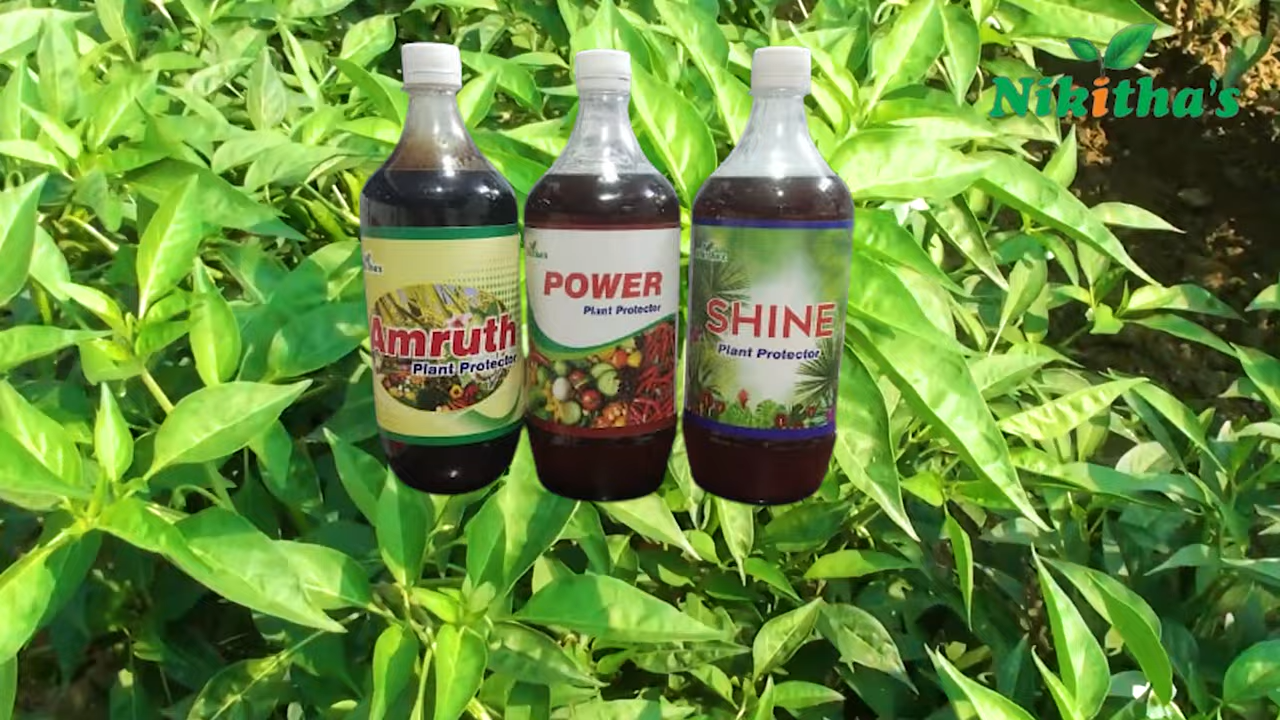 Nikitha's
Amruth
Plant Protector
POWER
Plant Protector
SHINE
Plant Protector